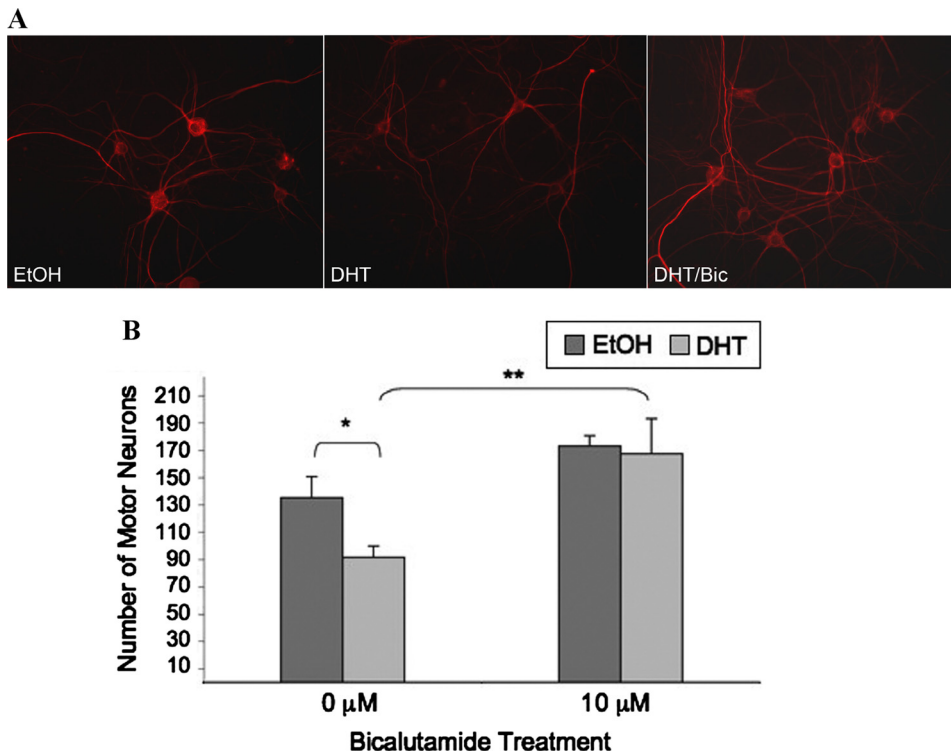 A
EtOH
DHT
DHT/Bic
B
EtOH DHT
**
*
210
190
170
150
130
110
90
70
50
30
10
Number of Motor Neurons
0 μM
10 μM
Bicalutamide Treatment